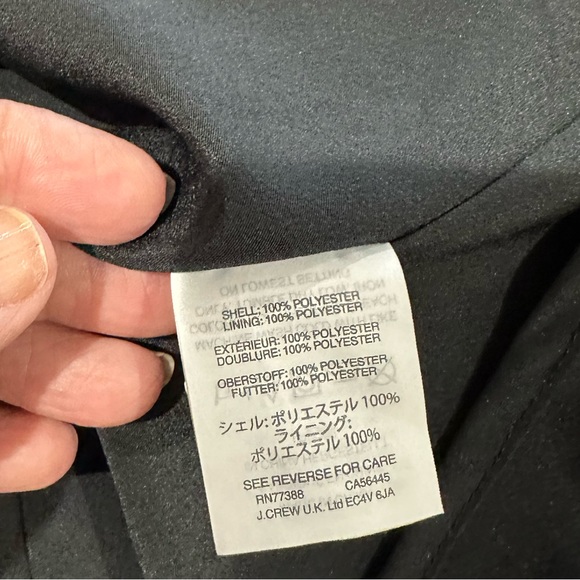 SHELL: 100% POLYESTER
LINING: 100% POLYESTER
EXTÉRIEUR: 100% POLYESTER
DOUBLURE: 100% POLYESTER
OBERSTOFF: 100% POLYESTER
FUTTER: 100% POLYESTER
シェル: ポリエステル 100%
ライニング:
ポリエステル 100%
SEE REVERSE FOR CARE
RN77388 CA56445
J.CREW U.K. Ltd EC4V 6JA